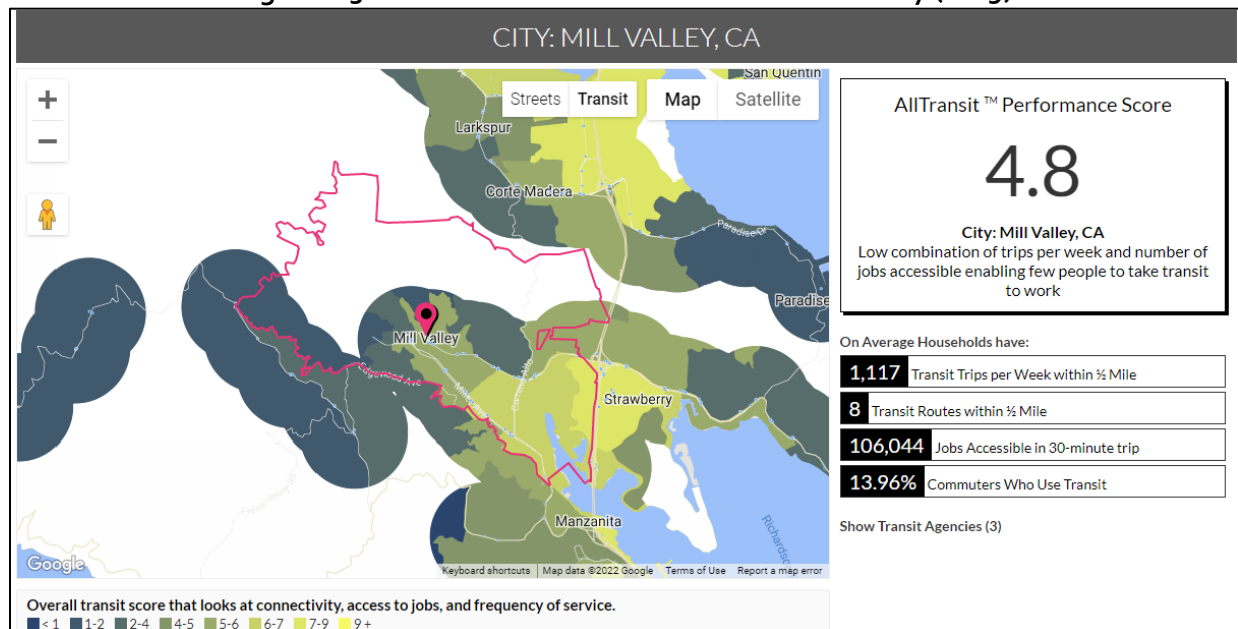 CITY: MILL VALLEY, CA
San Quentin
Streets Transit Map Satellite
Larkspur
Corte Madera
Paradise Dr
Paradise
Mill Valley
Edgewood Ave
Miller Ave
Camino Alto
Strawberry
Manzanita
Google
Keyboard shortcuts Map data ©2022 Google Terms of Use Report a map error
Overall transit score that looks at connectivity, access to jobs, and frequency of service.
< 1 1-2 2-4 4-5 5-6 6-7 7-9 9 +
AllTransit ™ Performance Score
4.8
City: Mill Valley, CA
Low combination of trips per week and number of
jobs accessible enabling few people to take transit
to work
On Average Households have:
1,117 Transit Trips per Week within ½ Mile
8 Transit Routes within ½ Mile
106,044 Jobs Accessible in 30-minute trip
13.96% Commuters Who Use Transit
Show Transit Agencies (3)